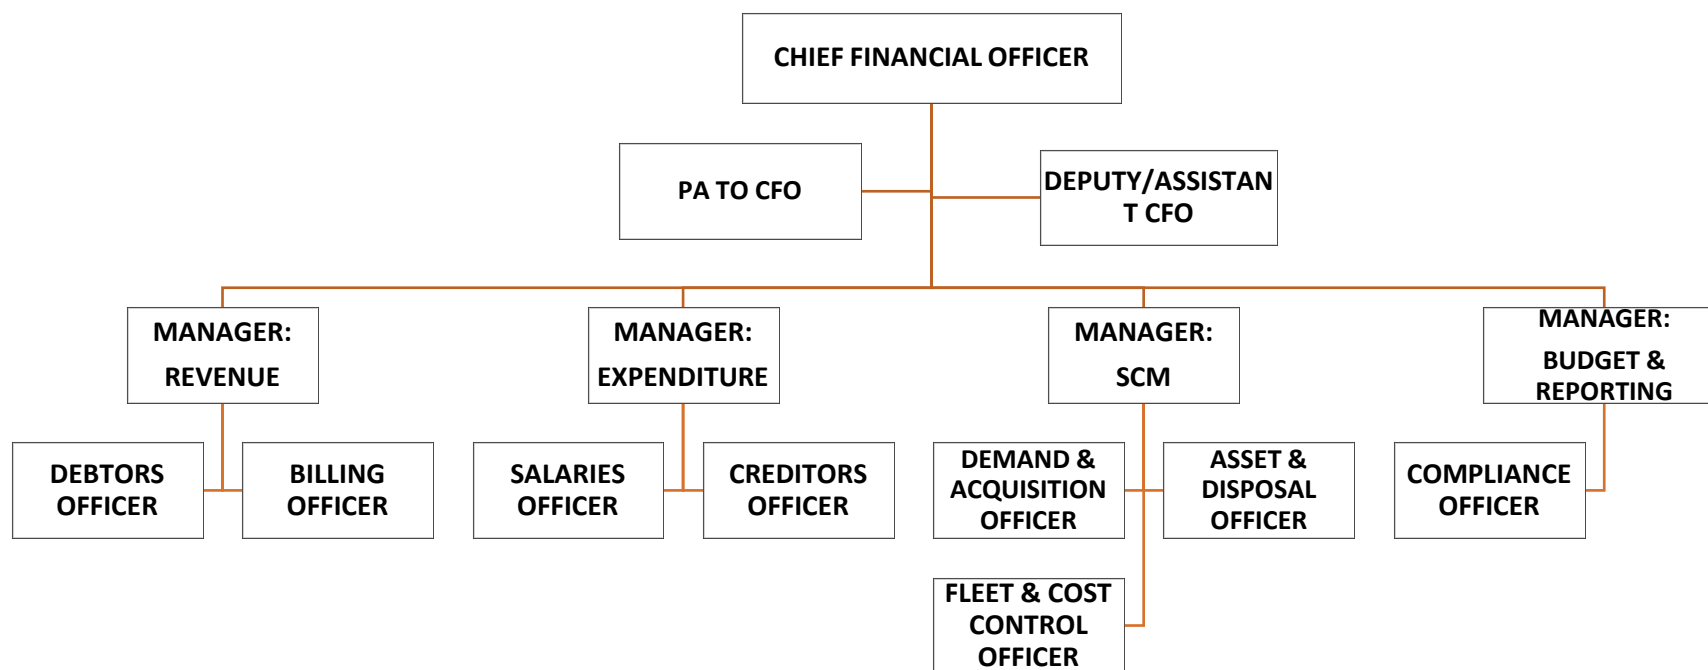 CHIEF FINANCIAL OFFICER
PA TO CFO
DEPUTY/ASSISTAN
T CFO
MANAGER:
REVENUE
MANAGER:
EXPENDITURE
MANAGER:
SCM
MANAGER:
BUDGET &
REPORTING
DEBTORS
OFFICER
BILLING
OFFICER
SALARIES
OFFICER
CREDITORS
OFFICER
DEMAND &
ACQUISITION
OFFICER
ASSET &
DISPOSAL
OFFICER
COMPLIANCE
OFFICER
FLEET & COST
CONTROL
OFFICER